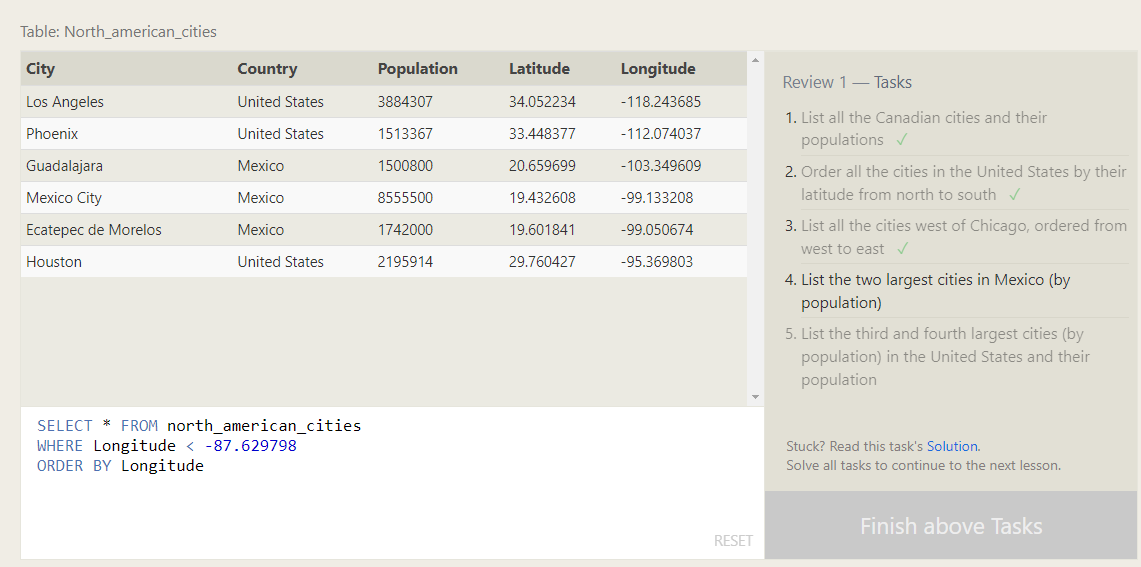 Table: North_american_cities
City Country Population Latitude Longitude
Los Angeles United States 3884307 34.052234 -118.243685
Phoenix United States 1513367 33.448377 -112.074037
Guadalajara Mexico 1500800 20.659699 -103.349609
Mexico City Mexico 8555500 19.432608 -99.133208
Ecatepec de Morelos Mexico 1742000 19.601841 -99.050674
Houston United States 2195914 29.760427 -95.369803
SELECT * FROM north_american_cities
WHERE Longitude < -87.629798
ORDER BY Longitude
RESET
Review 1 — Tasks
1. List all the Canadian cities and their
populations ✓
2. Order all the cities in the United States by their
latitude from north to south ✓
3. List all the cities west of Chicago, ordered from
west to east ✓
4. List the two largest cities in Mexico (by
population)
5. List the third and fourth largest cities (by
population) in the United States and their
population
Stuck? Read this task's Solution.
Solve all tasks to continue to the next lesson.
Finish above Tasks